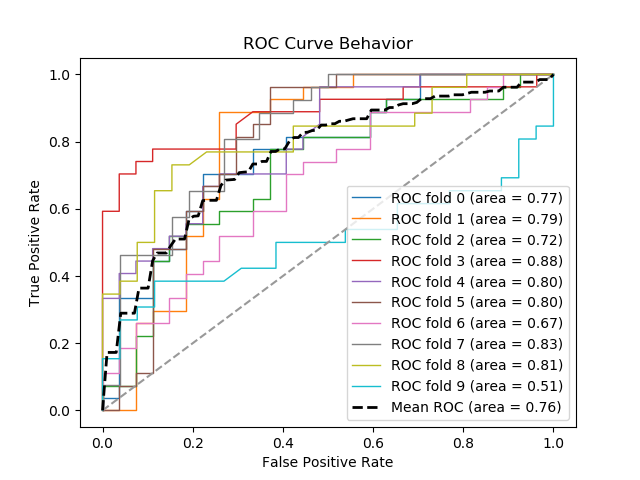 ROC Curve Behavior
True Positive Rate
1.0
0.8
0.6
0.4
0.2
0.0
ROC fold 0 (area = 0.77)
ROC fold 1 (area = 0.79)
ROC fold 2 (area = 0.72)
ROC fold 3 (area = 0.88)
ROC fold 4 (area = 0.80)
ROC fold 5 (area = 0.80)
ROC fold 6 (area = 0.67)
ROC fold 7 (area = 0.83)
ROC fold 8 (area = 0.81)
ROC fold 9 (area = 0.51)
Mean ROC (area = 0.76)
0.0 0.2 0.4 0.6 0.8 1.0
False Positive Rate